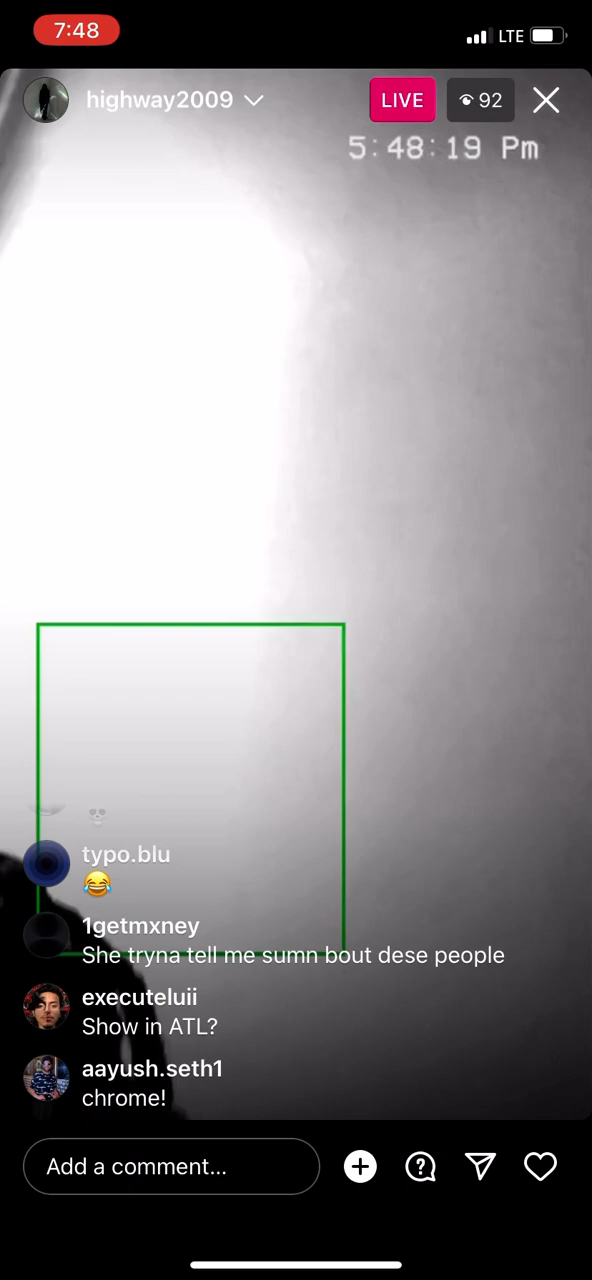 7:48
LTE
highway2009
LIVE
92
5:48:19 Pm
typo.blu
😂
1getmxney
She tryna tell me sumn bout dese people
executeluii
Show in ATL?
aayush.seth1
chrome!
Add a comment...